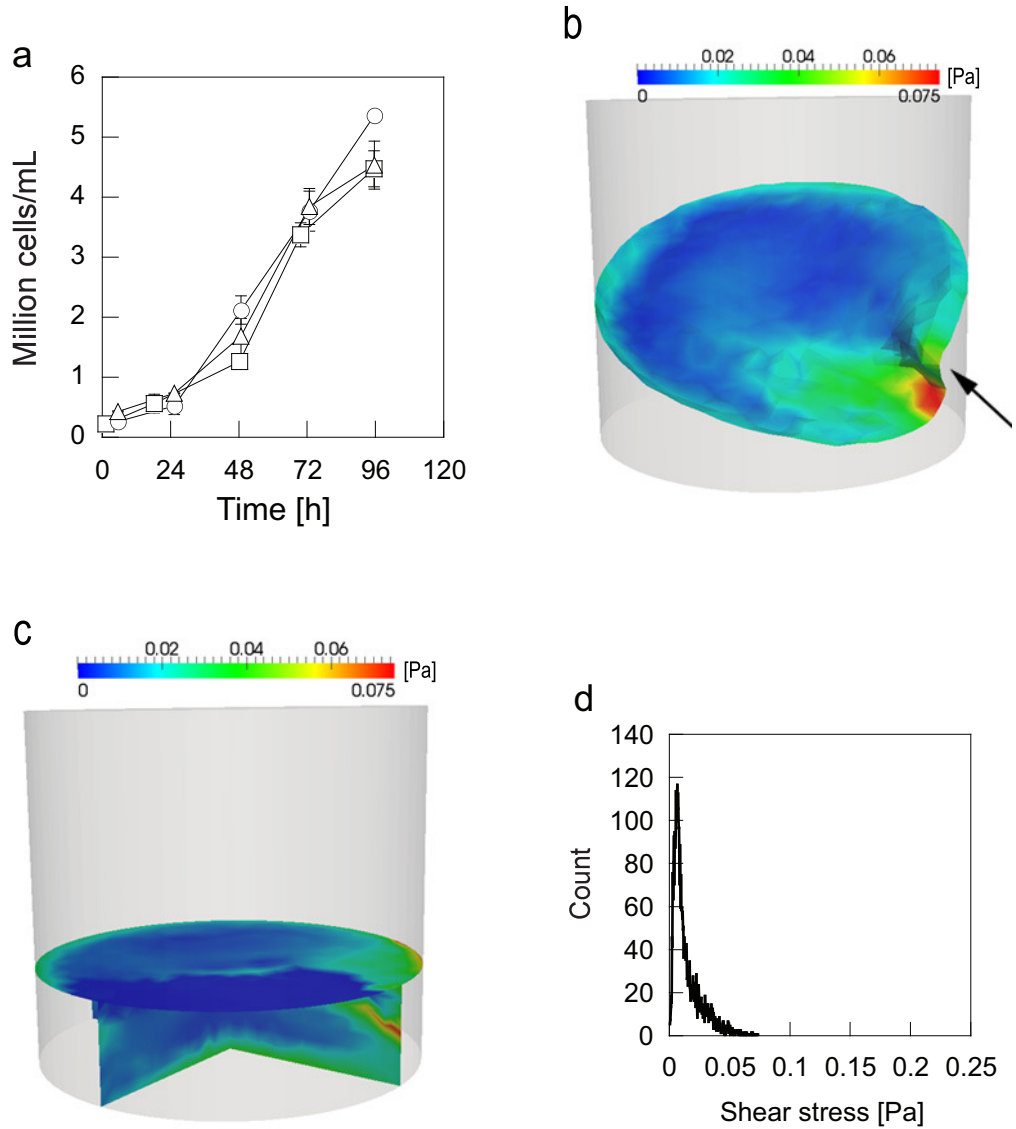 a
6
5
4
3
2
1
0
Million cells/mL
0 24 48 72 96 120
Time [h]
b
0.02 0.04 0.06
[Pa]
0 0.075
c
0.02 0.04 0.06
[Pa]
0 0.075
d
140
120
100
80
60
40
20
0
Count
0 0.05 0.1 0.15 0.2 0.25
Shear stress [Pa]